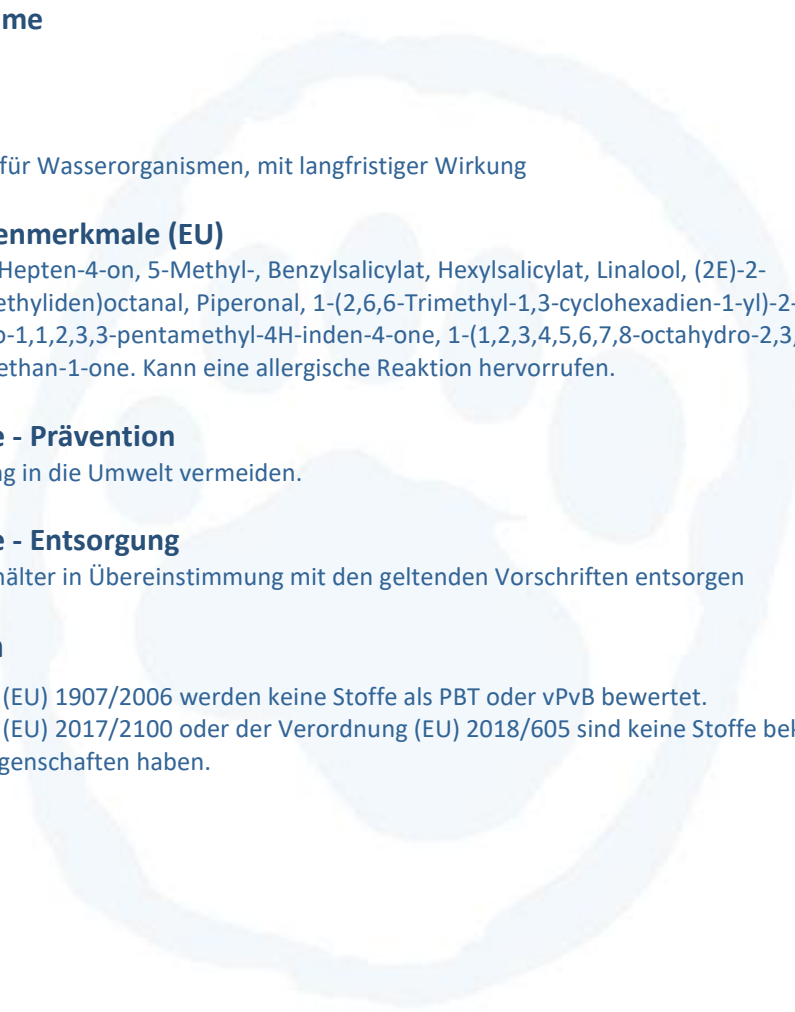 me
für Wasserorganismen, mit langfristiger Wirkung
enmerkmale (EU)
Hepten-4-on, 5-Methyl-, Benzylsalicylat, Hexylsalicylat, Linalool, (2E)-2-
ethyliden)octanal, Piperonal, 1-(2,6,6-Trimethyl-1,3-cyclohexadien-1-yl)-2-
o-1,1,2,3,3-pentamethyl-4H-inden-4-one, 1-(1,2,3,4,5,6,7,8-octahydro-2,3,
ethan-1-one. Kann eine allergische Reaktion hervorrufen.
e - Prävention
ng in die Umwelt vermeiden.
e - Entsorgung
hälter in Übereinstimmung mit den geltenden Vorschriften entsorgen
n
(EU) 1907/2006 werden keine Stoffe als PBT oder vPvB bewertet.
(EU) 2017/2100 oder der Verordnung (EU) 2018/605 sind keine Stoffe bek
genschaften haben.